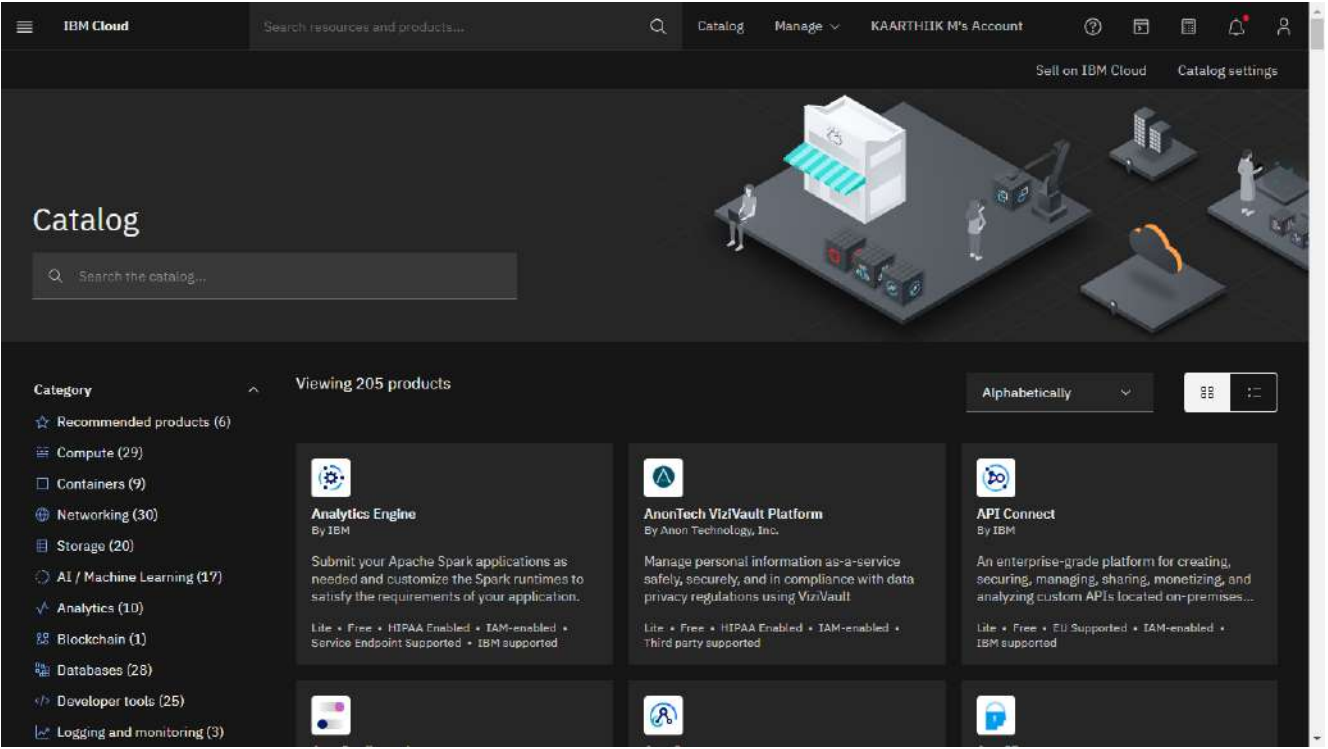 IBM Cloud
Search resources and products...
Catalog
Manage
KAARTHIIK M's Account
Sell on IBM Cloud
Catalog settings
Catalog
Search the catalog...
Category
Recommended products (6)
Compute (29)
Containers (9)
Networking (30)
Storage (20)
AI / Machine Learning (17)
Analytics (10)
Blockchain (1)
Databases (28)
Developer tools (25)
Logging and monitoring (3)
Viewing 205 products
Alphabetically
Analytics Engine
By IBM
Submit your Apache Spark applications as
needed and customize the Spark runtimes to
satisfy the requirements of your application.
Lite • Free • HIPAA Enabled • IAM-enabled •
Service Endpoint Supported • IBM supported
AnonTech ViziVault Platform
By Anon Technology, Inc.
Manage personal information as-a-service
safely, securely, and in compliance with data
privacy regulations using ViziVault
Lite • Free • HIPAA Enabled • IAM-enabled •
Third party supported
API Connect
By IBM
An enterprise-grade platform for creating,
securing, managing, sharing, monetizing, and
analyzing custom APIs located on-premises...
Lite • Free • EU Supported • IAM-enabled •
IBM supported